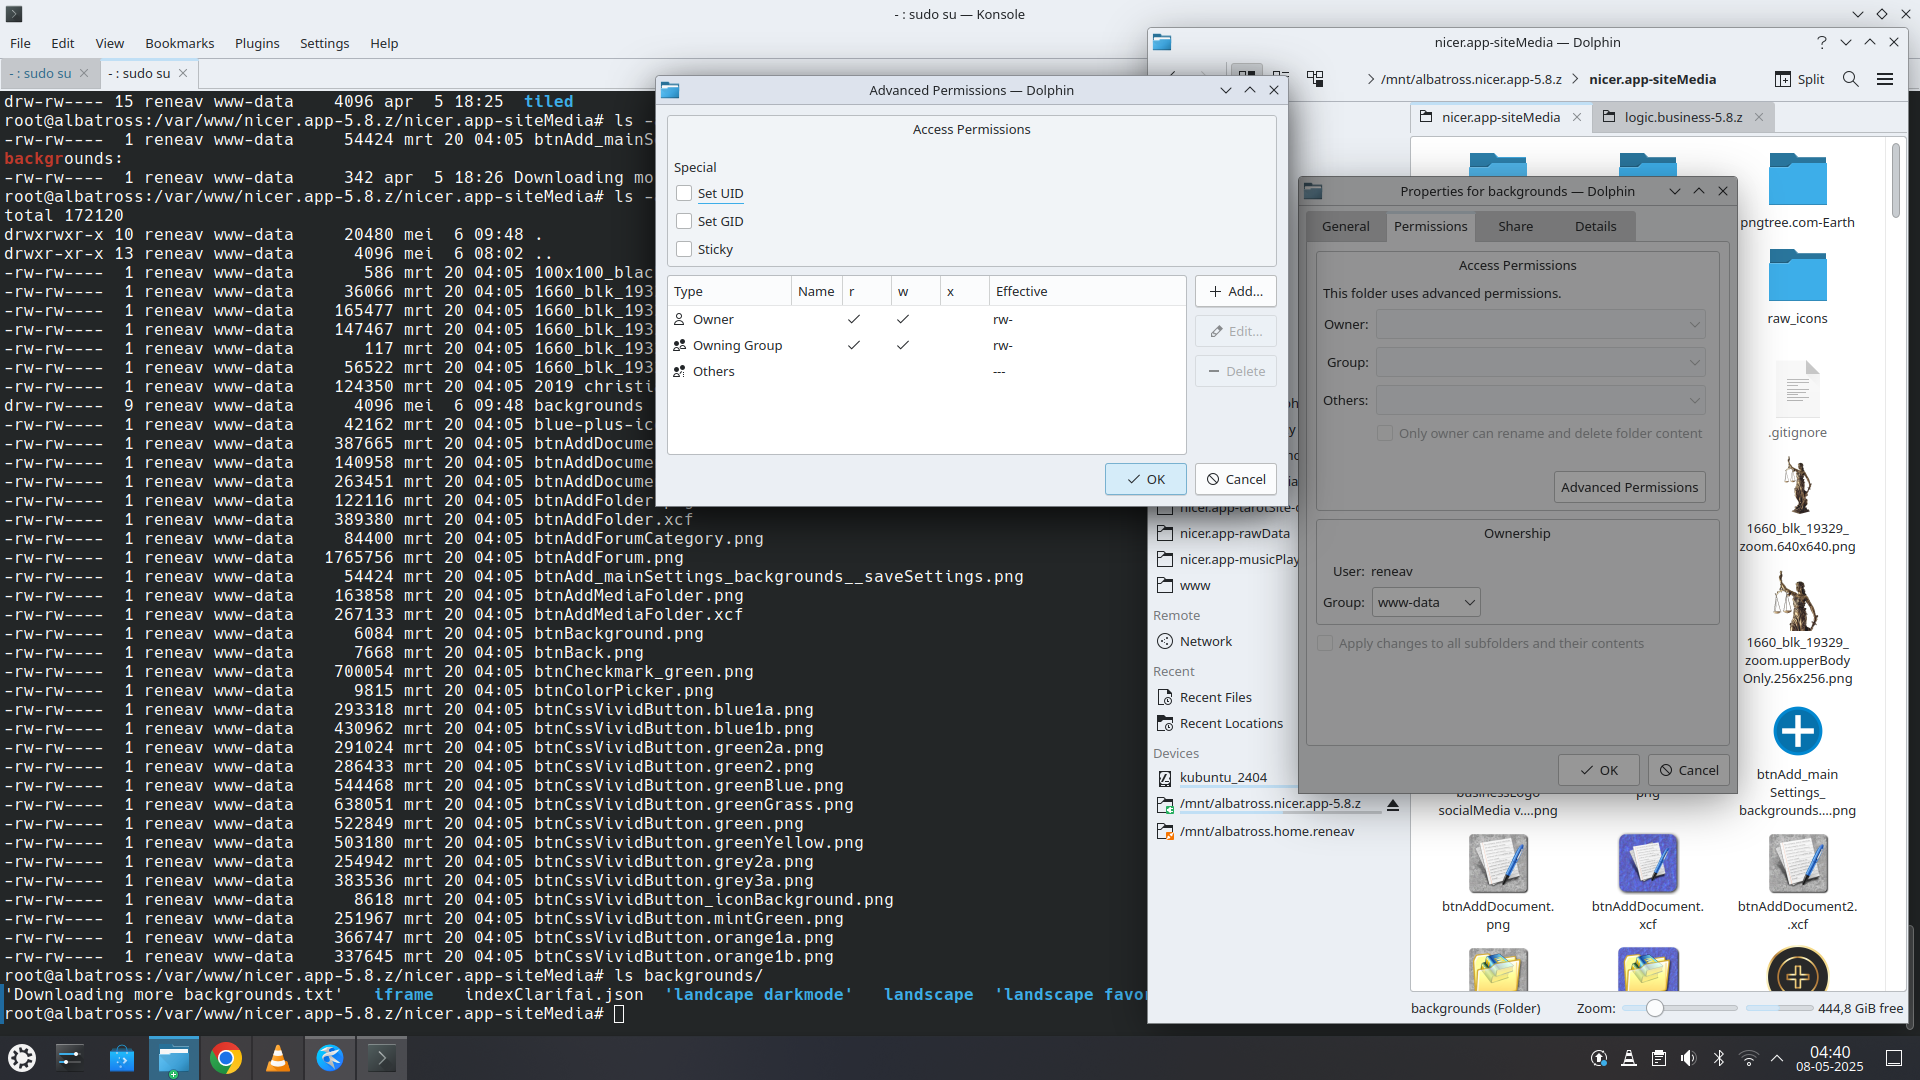 - : sudo su — Konsole
File Edit View Bookmarks Plugins Settings Help
- : sudo su
- : sudo su
drw-rw---- 15 reneav www-data 4096 apr 5 18:25 tiled
root@albatross:/var/www/nicer.app-5.8.z/nicer.app-siteMedia# ls -
-rw-rw---- 1 reneav www-data 54424 mrt 20 04:05 btnAdd_mainS
backgrounds:
-rw-rw---- 1 reneav www-data 342 apr 5 18:26 Downloading mo
root@albatross:/var/www/nicer.app-5.8.z/nicer.app-siteMedia# ls -
total 172120
drwxrwxr-x 10 reneav www-data 20480 mei 6 09:48 .
drwxr-xr-x 13 reneav www-data 4096 mei 6 08:02 ..
-rw-rw---- 1 reneav www-data 586 mrt 20 04:05 100x100_blac
-rw-rw---- 1 reneav www-data 36066 mrt 20 04:05 1660_blk_193
-rw-rw---- 1 reneav www-data 165477 mrt 20 04:05 1660_blk_193
-rw-rw---- 1 reneav www-data 147467 mrt 20 04:05 1660_blk_193
-rw-rw---- 1 reneav www-data 117 mrt 20 04:05 1660_blk_193
-rw-rw---- 1 reneav www-data 56522 mrt 20 04:05 1660_blk_193
-rw-rw---- 1 reneav www-data 124350 mrt 20 04:05 2019 christi
drw-rw---- 9 reneav www-data 4096 mei 6 09:48 backgrounds
-rw-rw---- 1 reneav www-data 42162 mrt 20 04:05 blue-plus-ic
-rw-rw---- 1 reneav www-data 387665 mrt 20 04:05 btnAddDocume
-rw-rw---- 1 reneav www-data 140958 mrt 20 04:05 btnAddDocume
-rw-rw---- 1 reneav www-data 263451 mrt 20 04:05 btnAddDocume
-rw-rw---- 1 reneav www-data 122116 mrt 20 04:05 btnAddFolder
-rw-rw---- 1 reneav www-data 389380 mrt 20 04:05 btnAddFolder.xcf
-rw-rw---- 1 reneav www-data 84400 mrt 20 04:05 btnAddForumCategory.png
-rw-rw---- 1 reneav www-data 1765756 mrt 20 04:05 btnAddForum.png
-rw-rw---- 1 reneav www-data 54424 mrt 20 04:05 btnAdd_mainSettings_backgrounds__saveSettings.png
-rw-rw---- 1 reneav www-data 163858 mrt 20 04:05 btnAddMediaFolder.png
-rw-rw---- 1 reneav www-data 267133 mrt 20 04:05 btnAddMediaFolder.xcf
-rw-rw---- 1 reneav www-data 6084 mrt 20 04:05 btnBackground.png
-rw-rw---- 1 reneav www-data 7668 mrt 20 04:05 btnBack.png
-rw-rw---- 1 reneav www-data 700054 mrt 20 04:05 btnCheckmark_green.png
-rw-rw---- 1 reneav www-data 9815 mrt 20 04:05 btnColorPicker.png
-rw-rw---- 1 reneav www-data 293318 mrt 20 04:05 btnCssVividButton.blue1a.png
-rw-rw---- 1 reneav www-data 430962 mrt 20 04:05 btnCssVividButton.blue1b.png
-rw-rw---- 1 reneav www-data 291024 mrt 20 04:05 btnCssVividButton.green2a.png
-rw-rw---- 1 reneav www-data 286433 mrt 20 04:05 btnCssVividButton.green2.png
-rw-rw---- 1 reneav www-data 544468 mrt 20 04:05 btnCssVividButton.greenBlue.png
-rw-rw---- 1 reneav www-data 638051 mrt 20 04:05 btnCssVividButton.greenGrass.png
-rw-rw---- 1 reneav www-data 522849 mrt 20 04:05 btnCssVividButton.green.png
-rw-rw---- 1 reneav www-data 503180 mrt 20 04:05 btnCssVividButton.greenYellow.png
-rw-rw---- 1 reneav www-data 254942 mrt 20 04:05 btnCssVividButton.grey2a.png
-rw-rw---- 1 reneav www-data 383536 mrt 20 04:05 btnCssVividButton.grey3a.png
-rw-rw---- 1 reneav www-data 8618 mrt 20 04:05 btnCssVividButton_iconBackground.png
-rw-rw---- 1 reneav www-data 251967 mrt 20 04:05 btnCssVividButton.mintGreen.png
-rw-rw---- 1 reneav www-data 366747 mrt 20 04:05 btnCssVividButton.orange1a.png
-rw-rw---- 1 reneav www-data 337645 mrt 20 04:05 btnCssVividButton.orange1b.png
root@albatross:/var/www/nicer.app-5.8.z/nicer.app-siteMedia# ls backgrounds/
'Downloading more backgrounds.txt' iframe indexClarifai.json 'landcape darkmode' landscape 'landscape favor
root@albatross:/var/www/nicer.app-5.8.z/nicer.app-siteMedia#
Advanced Permissions — Dolphin
Access Permissions
Special
Set UID
Set GID
Sticky
Type Name r w x Effective
Owner rw-
Owning Group rw-
Others ---
Add...
Edit...
Delete
OK Cancel
nicer.app-siteMedia — Dolphin
/mnt/albatross.nicer.app-5.8.z nicer.app-siteMedia
Split
nicer.app-siteMedia
logic.business-5.8.z
nicer.app-rawData
nicer.app-musicPlay
www
Remote
Network
Recent
Recent Files
Recent Locations
Devices
kubuntu_2404
/mnt/albatross.nicer.app-5.8.z
/mnt/albatross.home.reneav
Properties for backgrounds — Dolphin
General Permissions Share Details
Access Permissions
This folder uses advanced permissions.
Owner:
Group:
Others:
Only owner can rename and delete folder content
Advanced Permissions
Ownership
User: reneav
Group: www-data
Apply changes to all subfolders and their contents
OK Cancel
pngtree.com-Earth
raw_icons
.gitignore
1660_blk_19329_
zoom.640x640.png
1660_blk_19329_
zoom.upperBody
Only.256x256.png
socialMedia v....png
png
btnAdd_main
Settings_
backgrounds....png
btnAddDocument.
png
btnAddDocument.
xcf
btnAddDocument2.
.xcf
backgrounds (Folder)
Zoom:
444,8 GiB free
04:40
08-05-2025